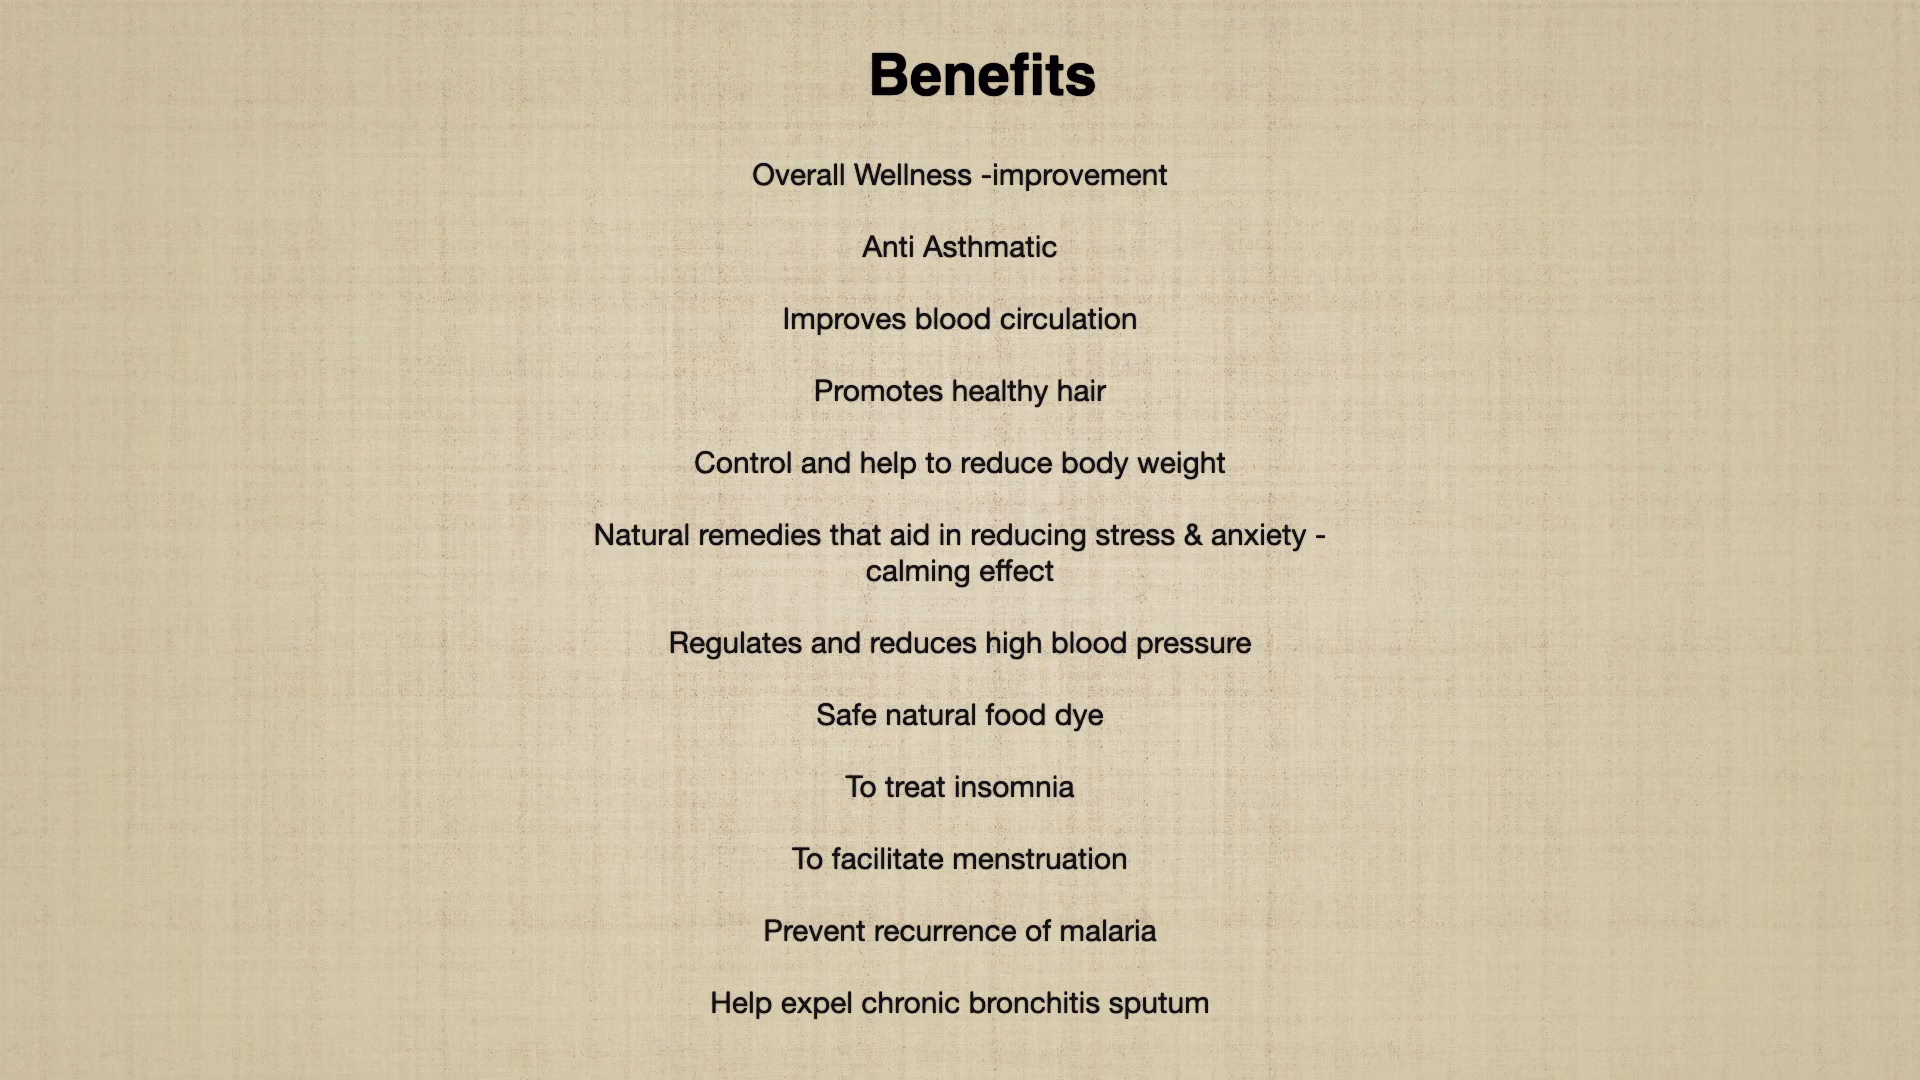 Benefits
Overall Wellness -improvement
Anti Asthmatic
Improves blood circulation
Promotes healthy hair
Control and help to reduce body weight
Natural remedies that aid in reducing stress & anxiety -
calming effect
Regulates and reduces high blood pressure
Safe natural food dye
To treat insomnia
To facilitate menstruation
Prevent recurrence of malaria
Help expel chronic bronchitis sputum